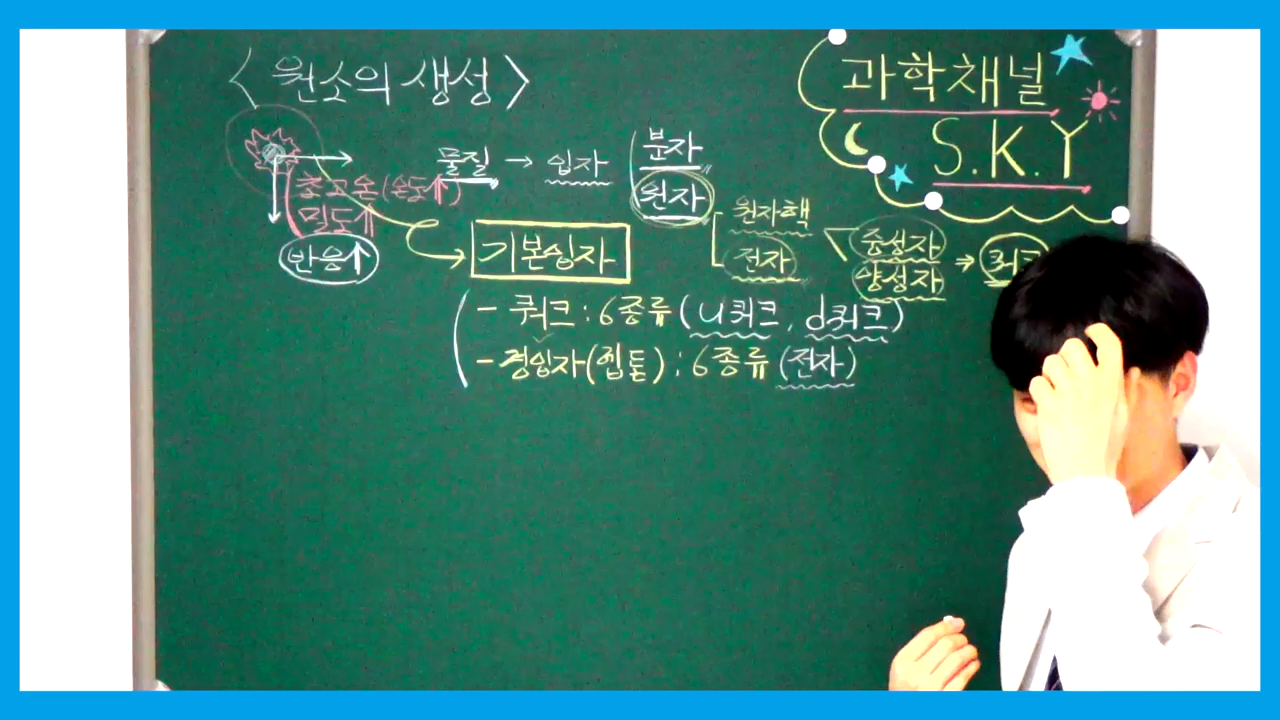 <원소의 생성>
과학채널
S.K.Y
물질 → 입자
분자
원자
초고온(온도↑)
밀도↑
반응↑
원자핵
전자
중성자
양성자
⇒
기본입자
- 쿼크 : 6종류 (u쿼크, d쿼크)
- 경입자(렙톤) : 6종류 (전자)